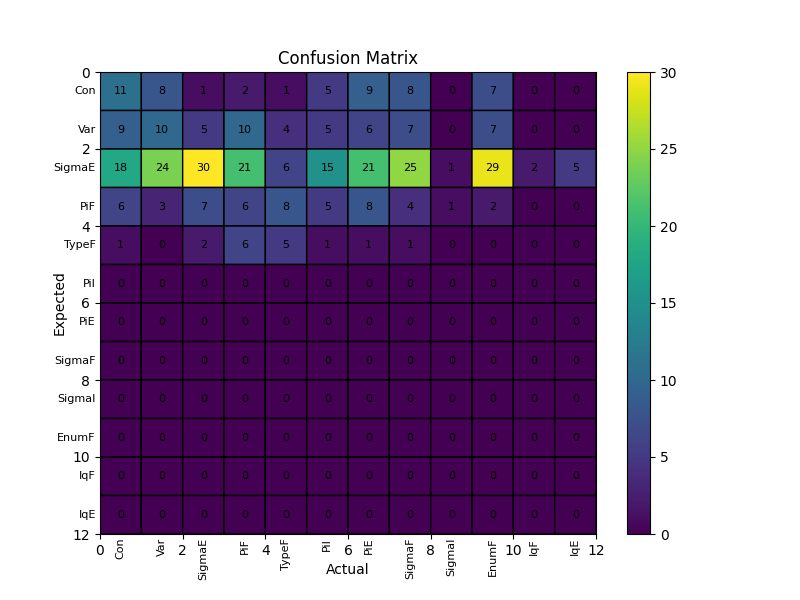 Confusion Matrix
0
Con 11 8 1 2 1 5 9 8 0 7 0 0
Var 9 10 5 10 4 5 6 7 0 7 0 0
2
SigmaE 18 24 30 21 6 15 21 25 1 29 2 5
PiF 6 3 7 6 8 5 8 4 1 2 0 0
4
TypeF 1 0 2 6 5 1 1 1 0 0 0 0
PiI 0 0 0 0 0 0 0 0 0 0 0 0
6
PiE 0 0 0 0 0 0 0 0 0 0 0 0
SigmaF 0 0 0 0 0 0 0 0 0 0 0 0
8
SigmaI 0 0 0 0 0 0 0 0 0 0 0 0
EnumF 0 0 0 0 0 0 0 0 0 0 0 0
10
IqF 0 0 0 0 0 0 0 0 0 0 0 0
IqE 0 0 0 0 0 0 0 0 0 0 0 0
12
Expected
0 2 4 6 8 10 12
Con Var SigmaE PiF TypeF PiI PiE SigmaF SigmaI EnumF IqF IqE
Actual
30
25
20
15
10
5
0